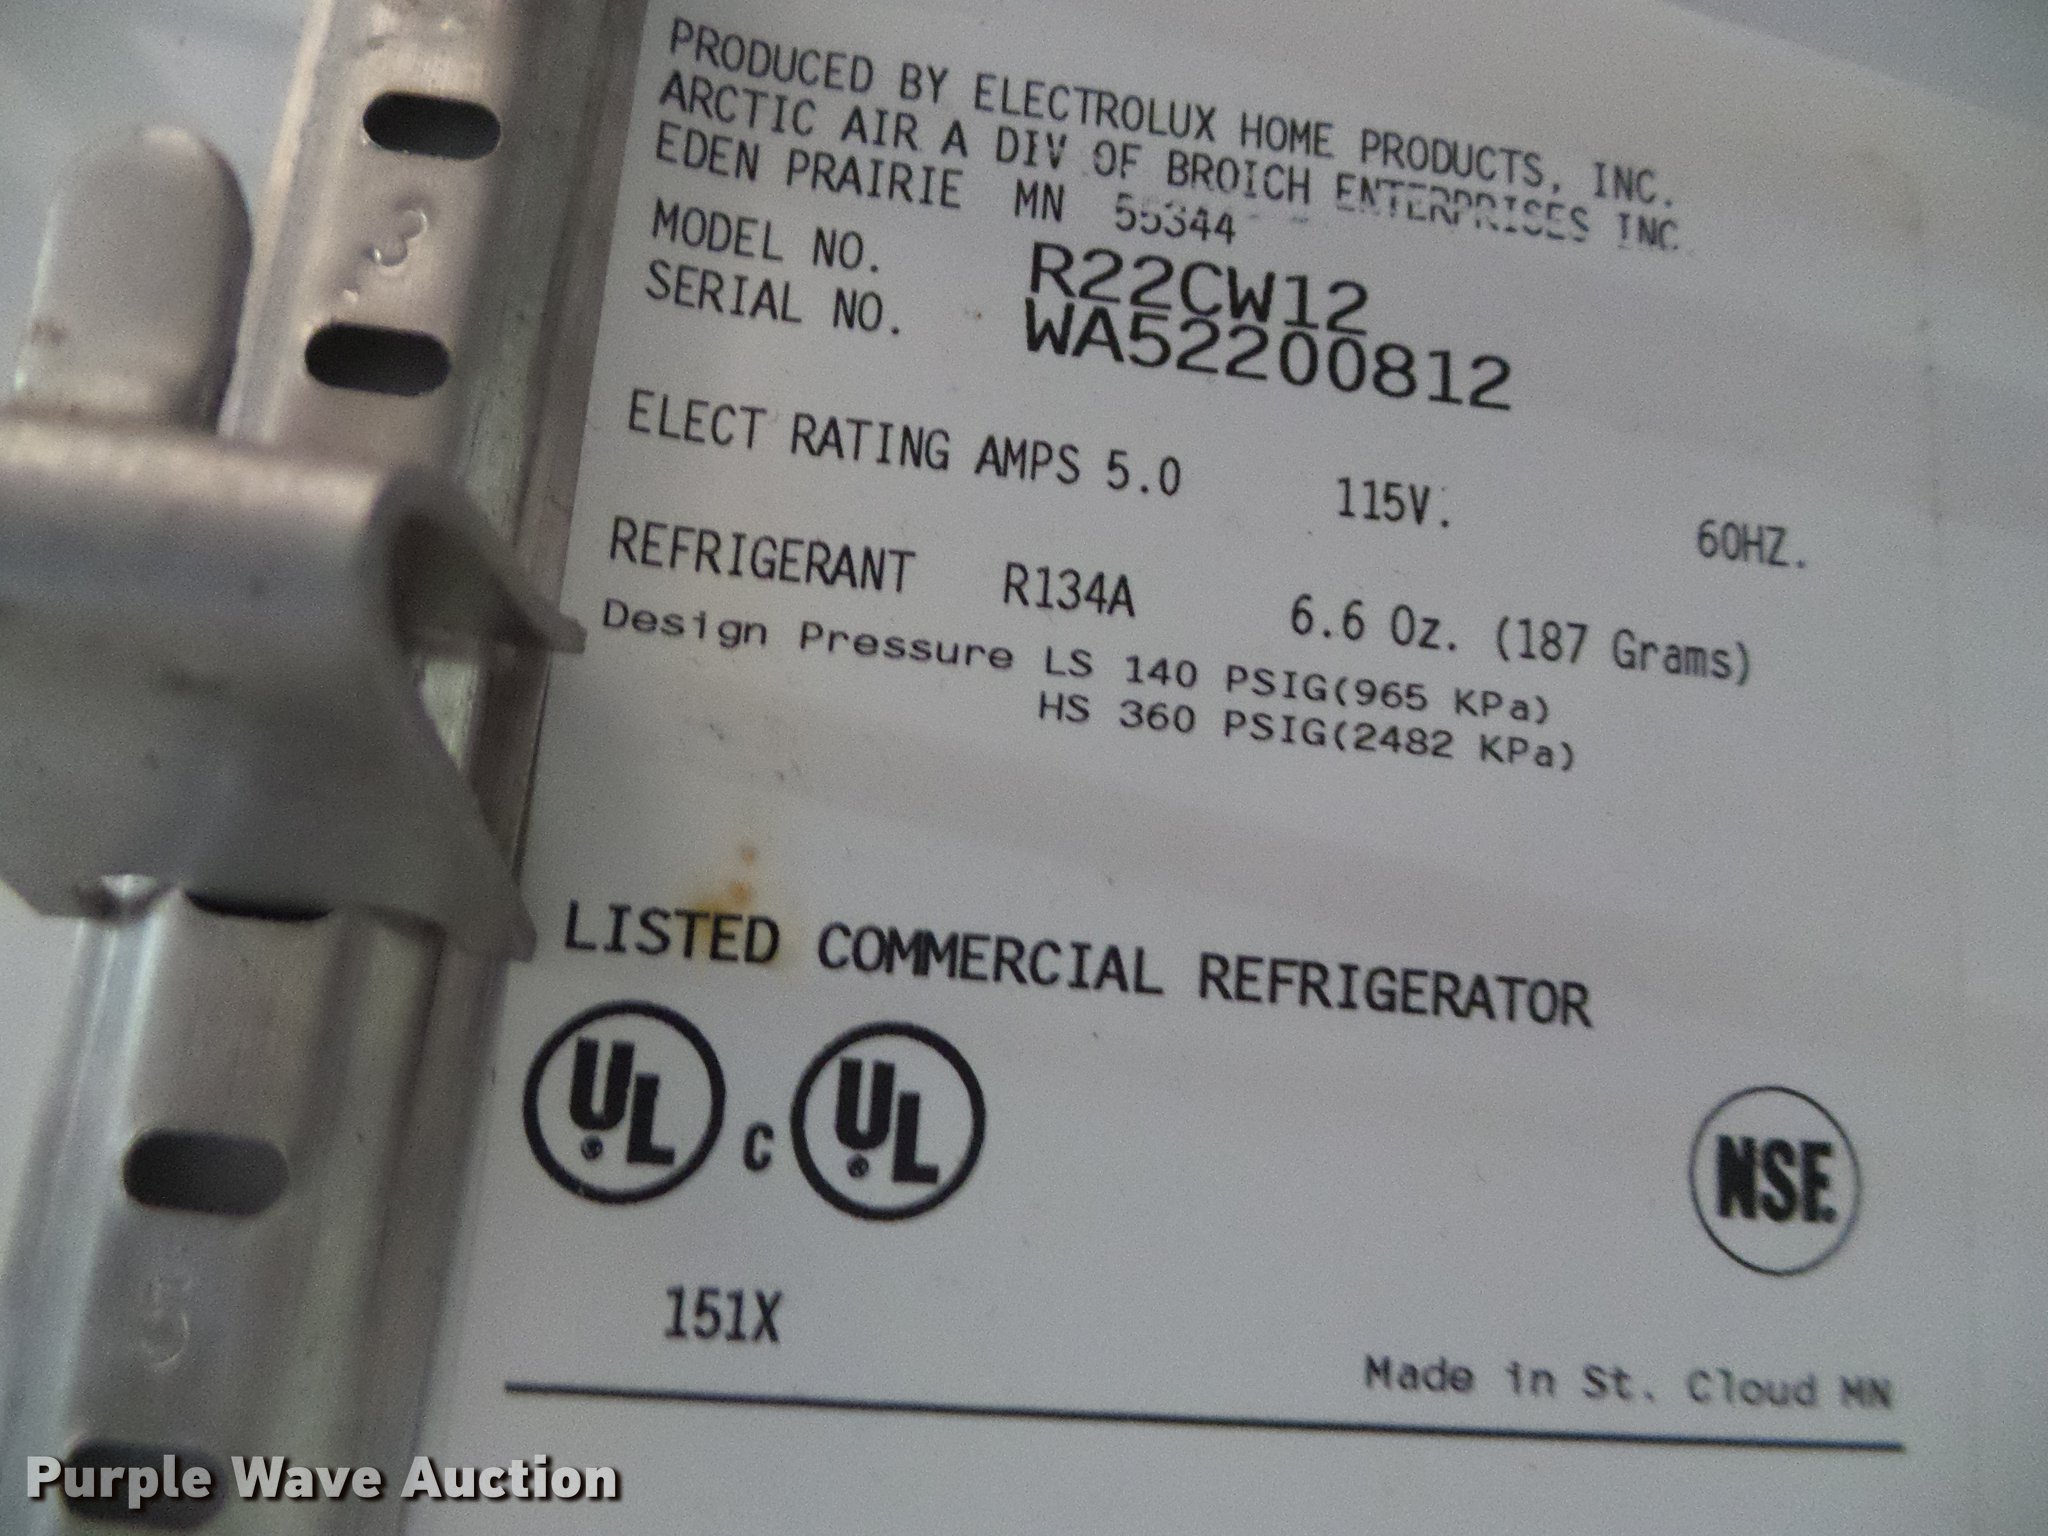 PRODUCED BY ELECTROLUX HOME PRODUCTS, INC.
ARCTIC AIR A DIV OF BROICH ENTERPRISES INC
EDEN PRAIRIE MN 55344
MODEL NO. R22CW12
SERIAL NO. WA52200812
ELECT RATING AMPS 5.0 115V. 60HZ.
REFRIGERANT R134A 6.6 Oz. (187 Grams)
Design Pressure LS 140 PSIG(965 KPa)
HS 360 PSIG(2482 KPa)
LISTED COMMERCIAL REFRIGERATOR
UL® C UL®
NSF.
151X
Made in St. Cloud MN
3
5
Purple Wave Auction